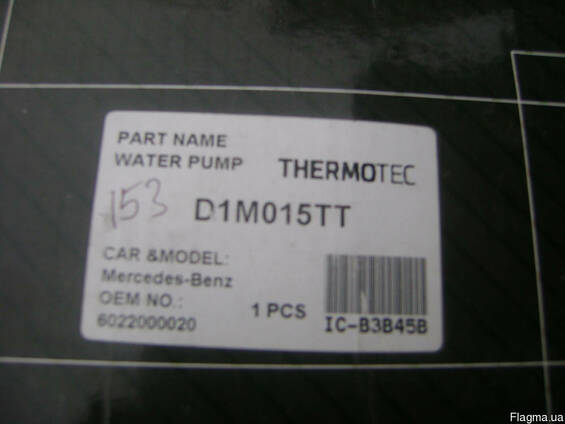 PART NAME
WATER PUMP THERMOTEC
153 D1M015TT
CAR &MODEL:
Mercedes-Benz
OEM NO.:
6022000020
1 PCS
IC-B3B45B
Flagma.ua